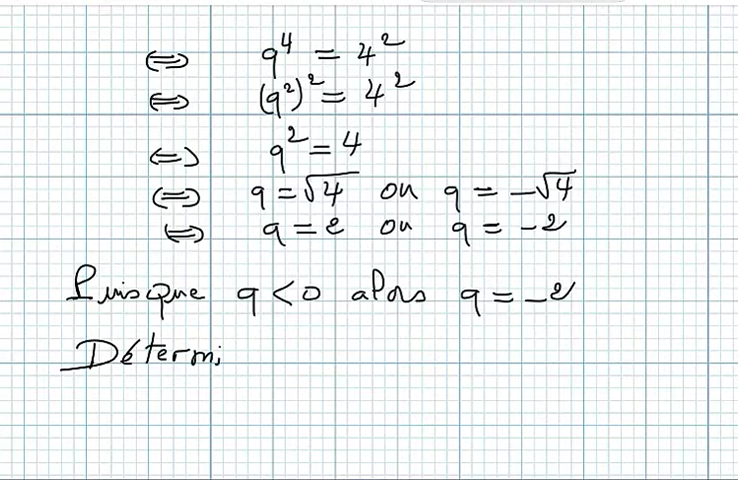 ⇔ q⁴ = 4²
⇔ (q²)² = 4²
⇔ q² = 4
⇔ q = √4 ou q = -√4
⇔ q = 2 ou q = -2
Puisque q < 0 alors q = -2
Détermi